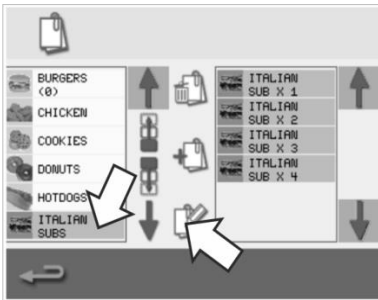 BURGERS
(0)
CHICKEN
COOKIES
DONUTS
HOTDOGS
ITALIAN
SUBS
ITALIAN
SUB X 1
ITALIAN
SUB X 2
ITALIAN
SUB X 3
ITALIAN
SUB X 4